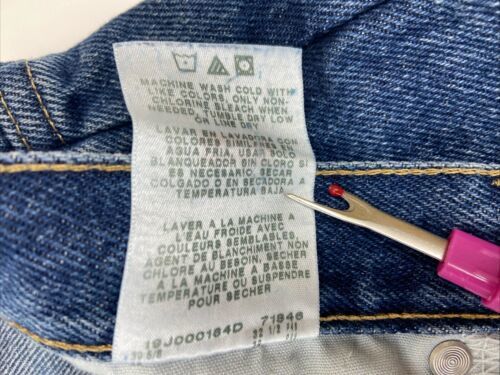 MACHINE WASH COLD WITH
LIKE COLORS, ONLY NON-
CHLORINE BLEACH WHEN
NEEDED, TUMBLE DRY LOW
OR LINE DRY
LAVAR EN LAVADORA CON
COLORES SIMILARES CON
AGUA FRIA, USAR SOLO
BLANQUEADOR SIN CLORO SI
ES NECESARIO, SECAR
COLGADO O EN SECADORA A
TEMPERATURA BAJA
LAVER A LA MACHINE A
L'EAU FROIDE AVEC
COULEURS SEMBLABLES,
AGENT DE BLANCHIMENT NON
CHLORE AU BESOIN, SECHER
A LA MACHINE A BASSE
TEMPERATURE OU SUSPENDRE
POUR SECHER
19J000164D 71946